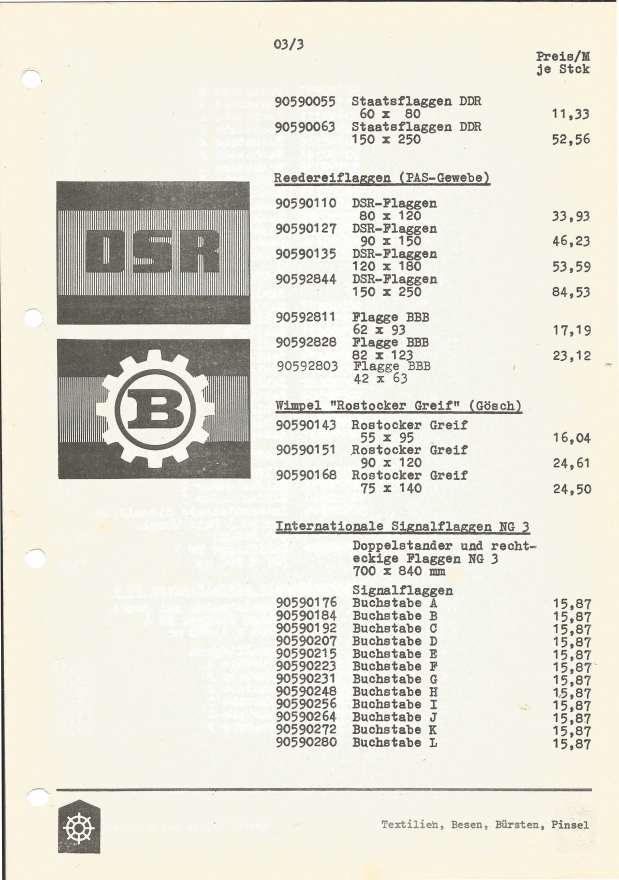 03/3
Preis/M
je Stck
90590055 Staatsflaggen DDR
60 x 80 11,33
90590063 Staatsflaggen DDR
150 x 250 52,56
Reedereiflaggen (PAS-Gewebe)
90590110 DSR-Flaggen
80 x 120 33,93
90590127 DSR-Flaggen
90 x 150 46,23
90590135 DSR-Flaggen
120 x 180 53,59
90592844 DSR-Flaggen
150 x 250 84,53
DSR
90592811 Flagge BBB
62 x 93 17,19
90592828 Flagge BBB
82 x 123 23,12
90592803 Flagge BBB
42 x 63
B
Wimpel "Rostocker Greif" (Gösch)
90590143 Rostocker Greif
55 x 95 16,04
90590151 Rostocker Greif
90 x 120 24,61
90590168 Rostocker Greif
75 x 140 24,50
Internationale Signalflaggen NG 3
Doppelstander und recht-
eckige Flaggen NG 3
700 x 840 mm
Signalflaggen
90590176 Buchstabe A 15,87
90590184 Buchstabe B 15,87
90590192 Buchstabe C 15,87
90590207 Buchstabe D 15,87
90590215 Buchstabe E 15,87
90590223 Buchstabe F 15,87
90590231 Buchstabe G 15,87
90590248 Buchstabe H 15,87
90590256 Buchstabe I 15,87
90590264 Buchstabe J 15,87
90590272 Buchstabe K 15,87
90590280 Buchstabe L 15,87
Textilien, Besen, Bürsten, Pinsel